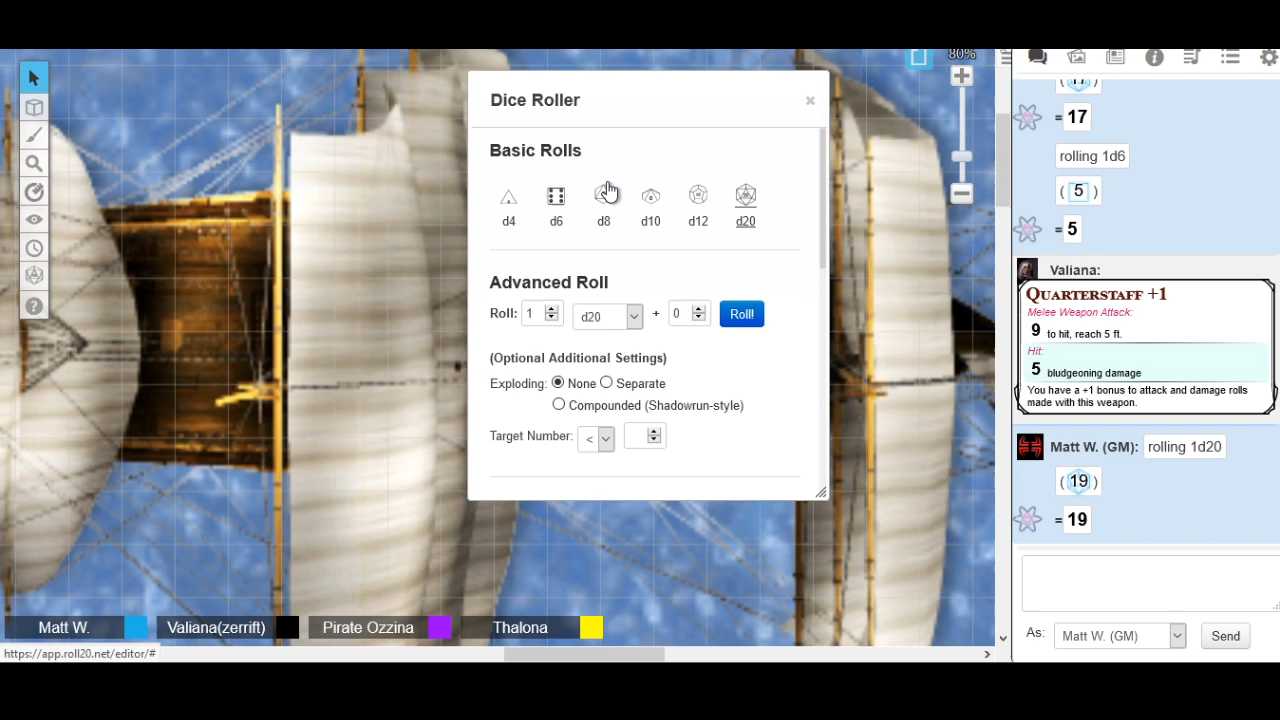 80%
Dice Roller
×
Basic Rolls
d4 d6 d8 d10 d12 d20
Advanced Roll
Roll: 1 d20 + 0 Roll!
(Optional Additional Settings)
Exploding: None Separate
Compounded (Shadowrun-style)
Target Number: <
= 17
rolling 1d6
( 5 )
= 5
Valiana:
QUARTERSTAFF +1
Melee Weapon Attack:
9 to hit, reach 5 ft.
Hit:
5 bludgeoning damage
You have a +1 bonus to attack and damage rolls
made with this weapon.
Matt W. (GM): rolling 1d20
( 19 )
= 19
As: Matt W. (GM) Send
Matt W. Valiana(zerrift) Pirate Ozzina Thalona
https://app.roll20.net/editor/#